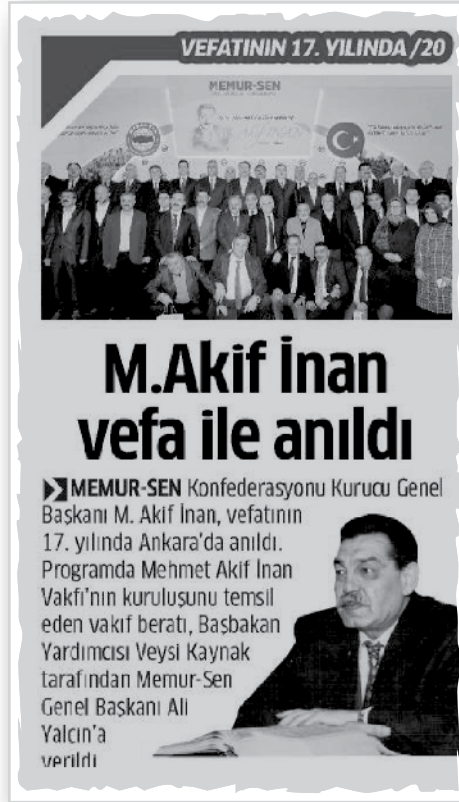 VEFATININ 17. YILINDA /20
MEMUR-SEN
AKİF İNAN
M.Akif İnan
vefa ile anıldı
MEMUR-SEN Konfederasyonu Kurucu Genel
Başkanı M. Akif İnan, vefatının
17. yılında Ankara'da anıldı.
Programda Mehmet Akif İnan
Vakfı'nın kuruluşunu temsil
eden vakıf beratı, Başbakan
Yardımcısı Veysi Kaynak
tarafından Memur-Sen
Genel Başkanı Ali
Yalçın'a
verildi